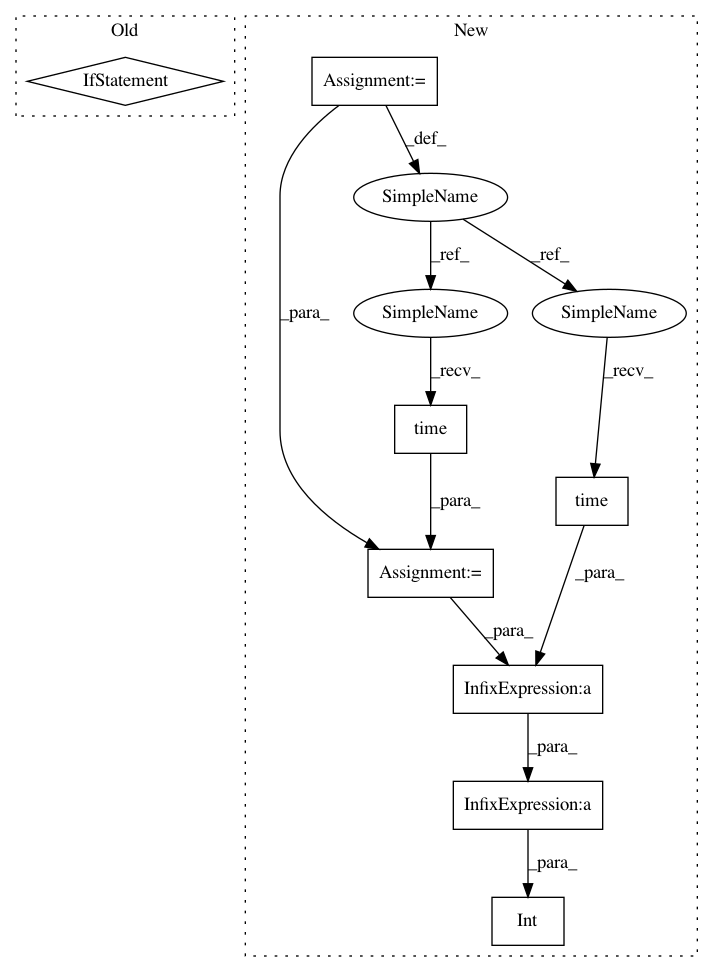 Old
New
IfStatement
Assignment:=
_def_
SimpleName
_ref_
_ref_
_para_
SimpleName
SimpleName
_recv_
_recv_
time
time
_para_
_para_
Assignment:=
_para_
InfixExpression:a
_para_
InfixExpression:a
_para_
Int